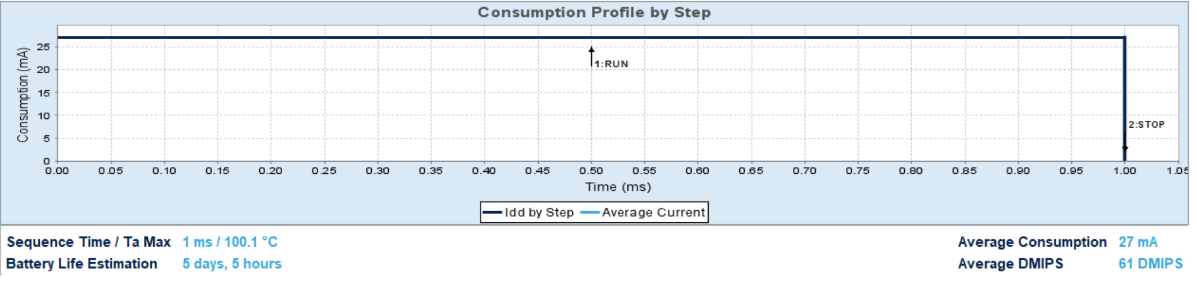 Consumption Profile by Step
Consumption (mA)
25
20
15
10
5
0
1:RUN
2:STOP
0.00 0.05 0.10 0.15 0.20 0.25 0.30 0.35 0.40 0.45 0.50 0.55 0.60 0.65 0.70 0.75 0.80 0.85 0.90 0.95 1.00 1.05
Time (ms)
Idd by Step Average Current
Sequence Time / Ta Max 1 ms / 100.1 °C Average Consumption 27 mA
Battery Life Estimation 5 days, 5 hours Average DMIPS 61 DMIPS